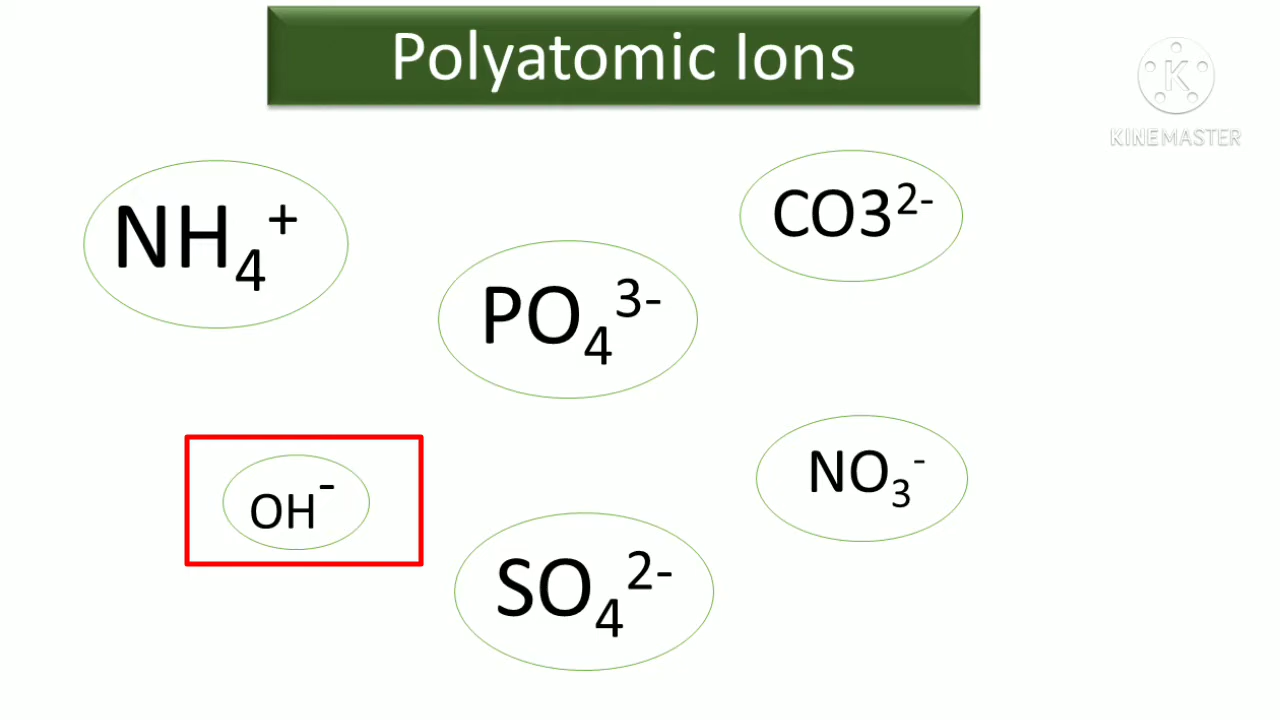 Polyatomic Ions
K
KINEMASTER
NH₄⁺
CO3²⁻
PO₄³⁻
OH⁻
NO₃⁻
SO₄²⁻